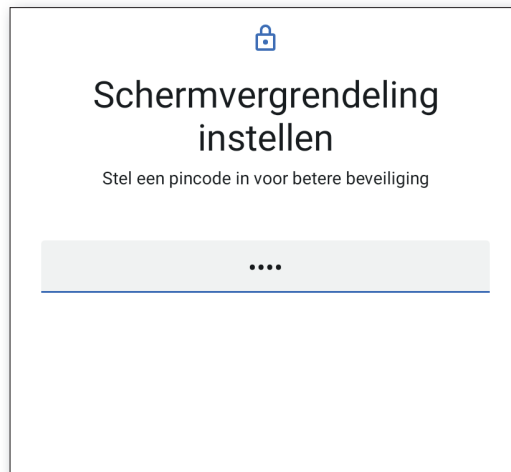 Schermvergrendeling
instellen
Stel een pincode in voor betere beveiliging
••••